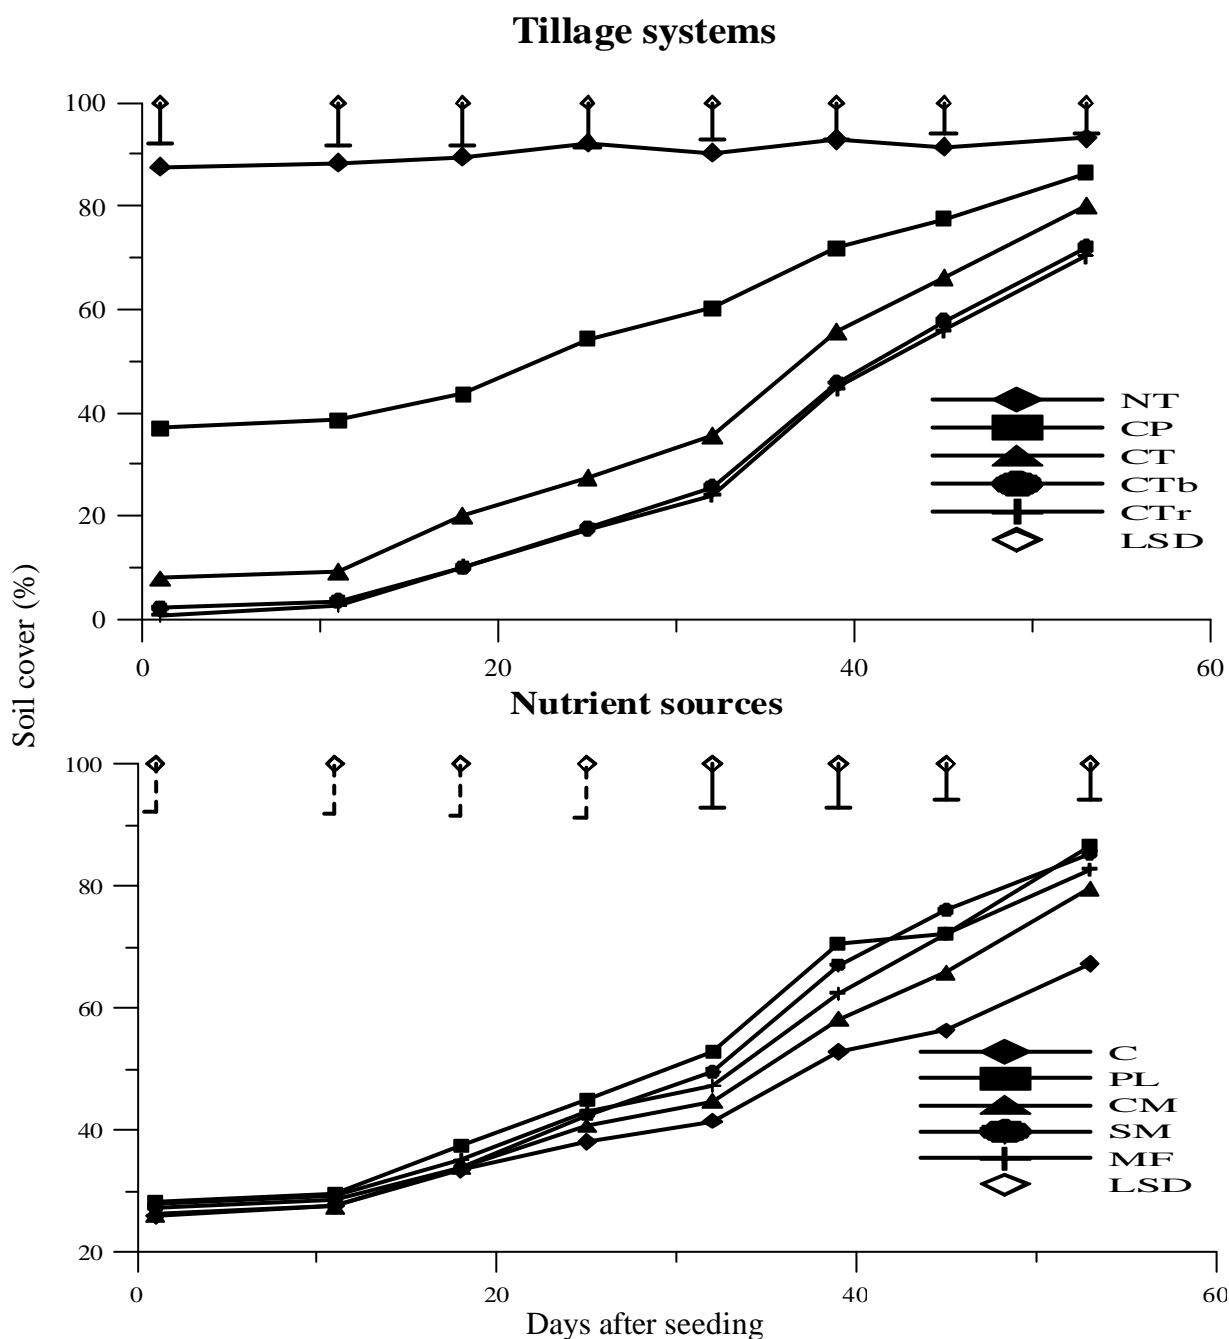 Tillage systems
100
80
60
40
20
0
0 20 40 60
NT
CP
CT
CTb
CTr
LSD
Soil cover (%)
Nutrient sources
100
80
60
40
20
0 20 40 60
C
PL
CM
SM
MF
LSD
Days after seeding